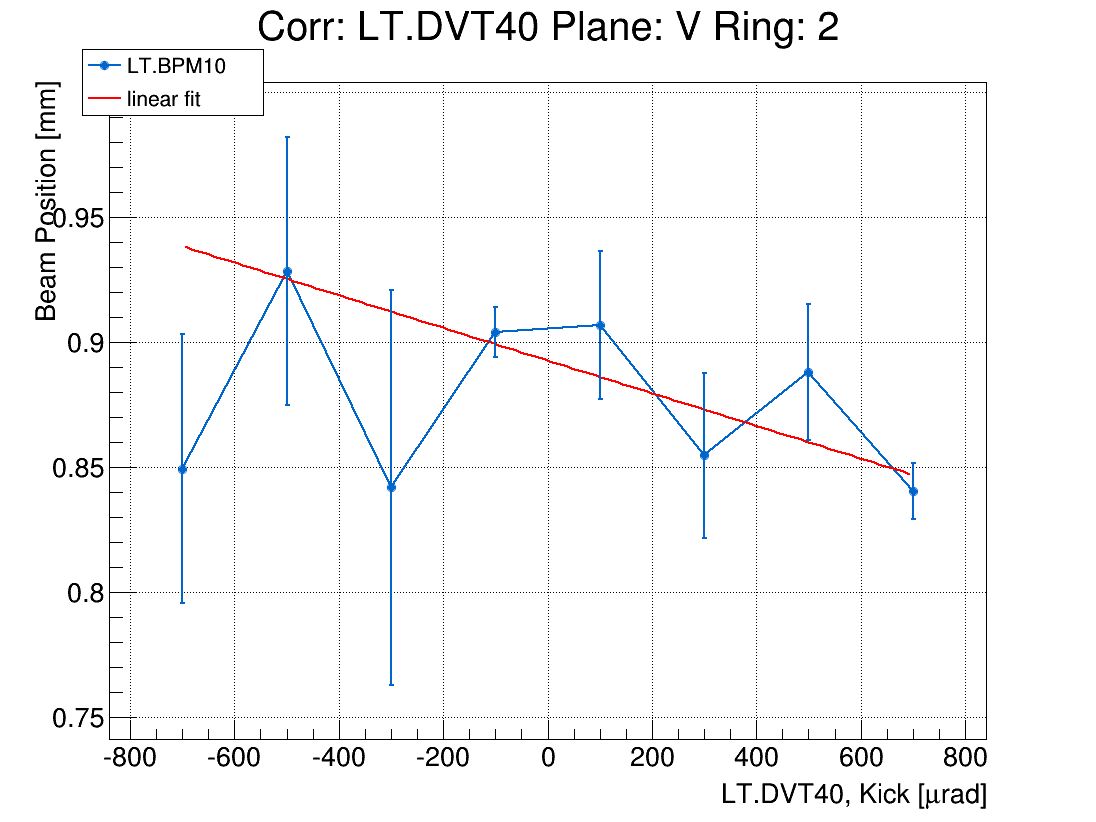 Corr: LT.DVT40 Plane: V Ring: 2
LT.BPM10
linear fit
Beam Position [mm]
0.95
0.9
0.85
0.8
0.75
-800 -600 -400 -200 0 200 400 600 800
LT.DVT40, Kick [μrad]